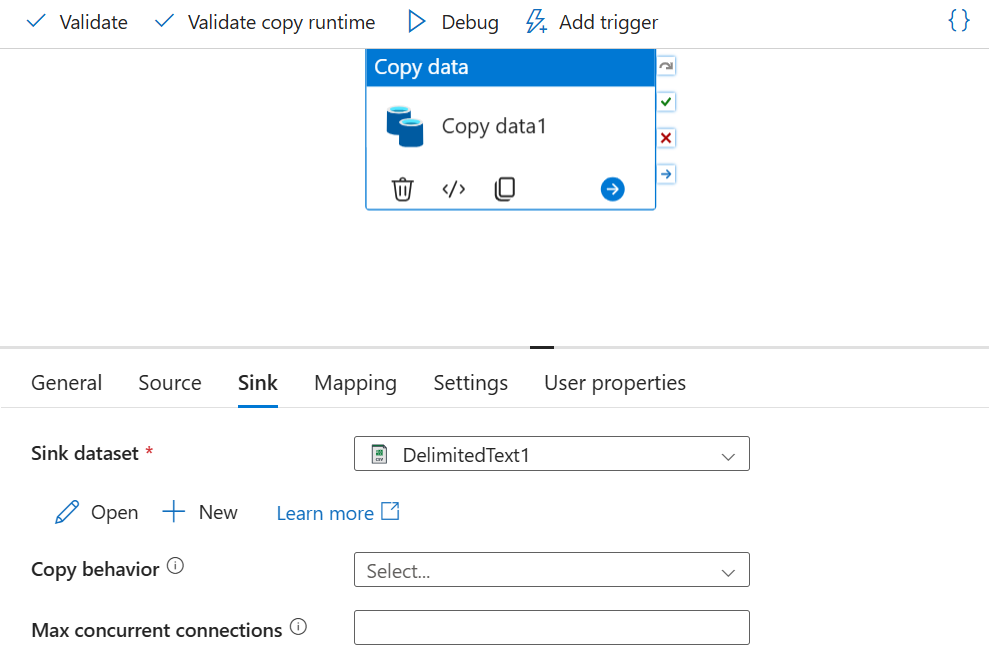 Validate Validate copy runtime Debug Add trigger {}
Copy data
Copy data1
General Source Sink Mapping Settings User properties
Sink dataset * DelimitedText1
Open New Learn more
Copy behavior Select...
Max concurrent connections